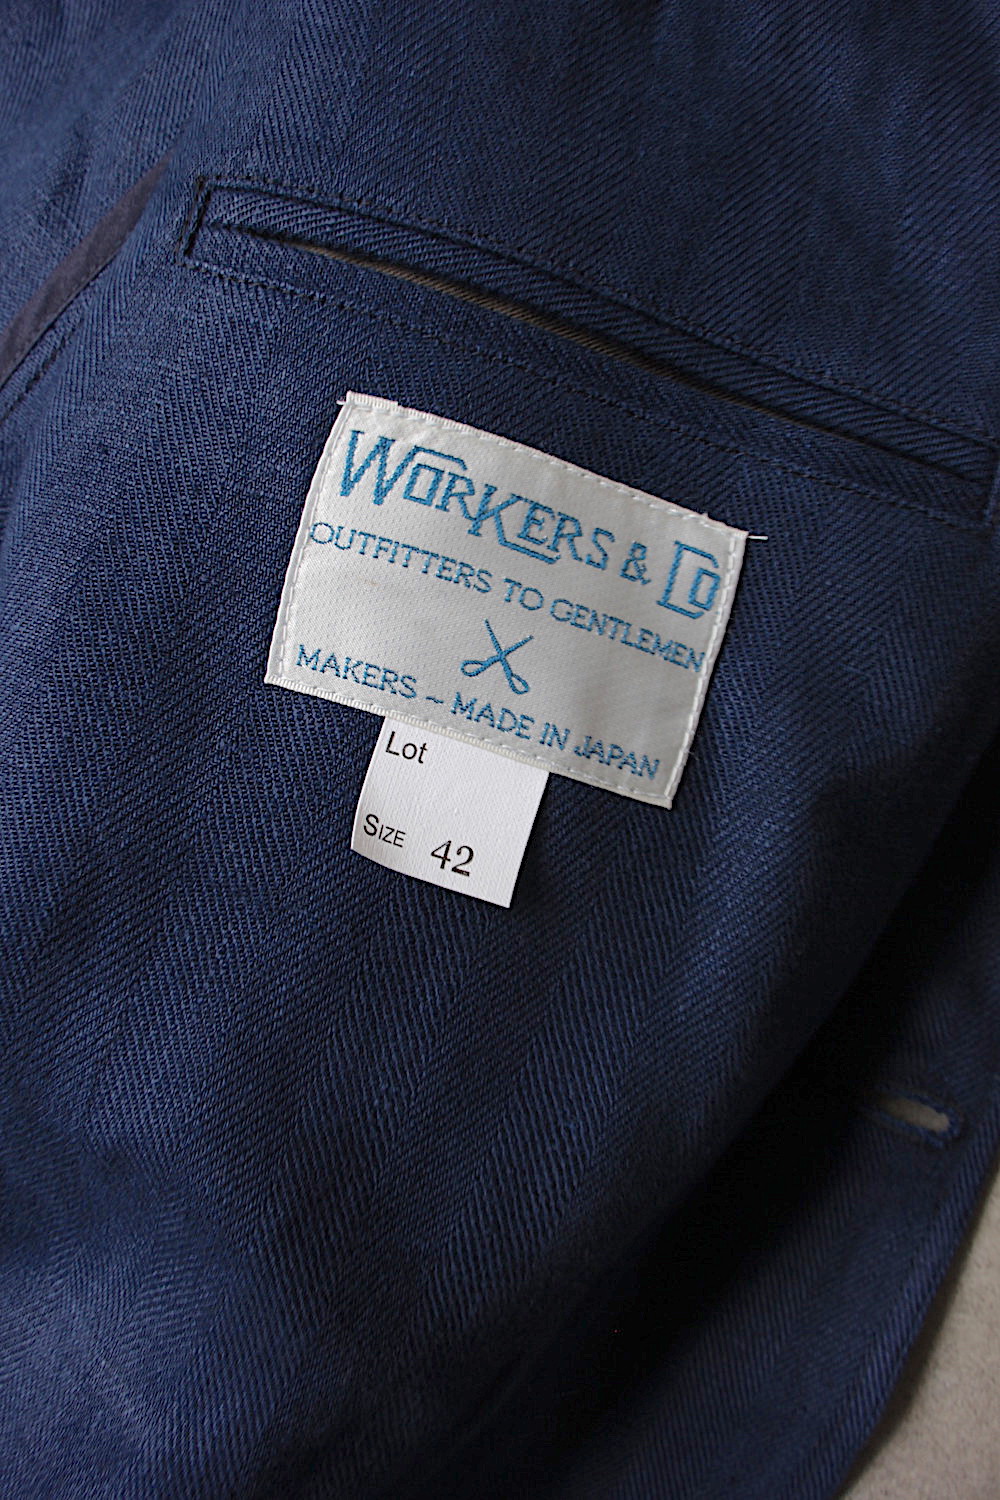 WORKERS & CO
OUTFITTERS TO GENTLEMEN
MAKERS ~ MADE IN JAPAN
Lot
SIZE 42